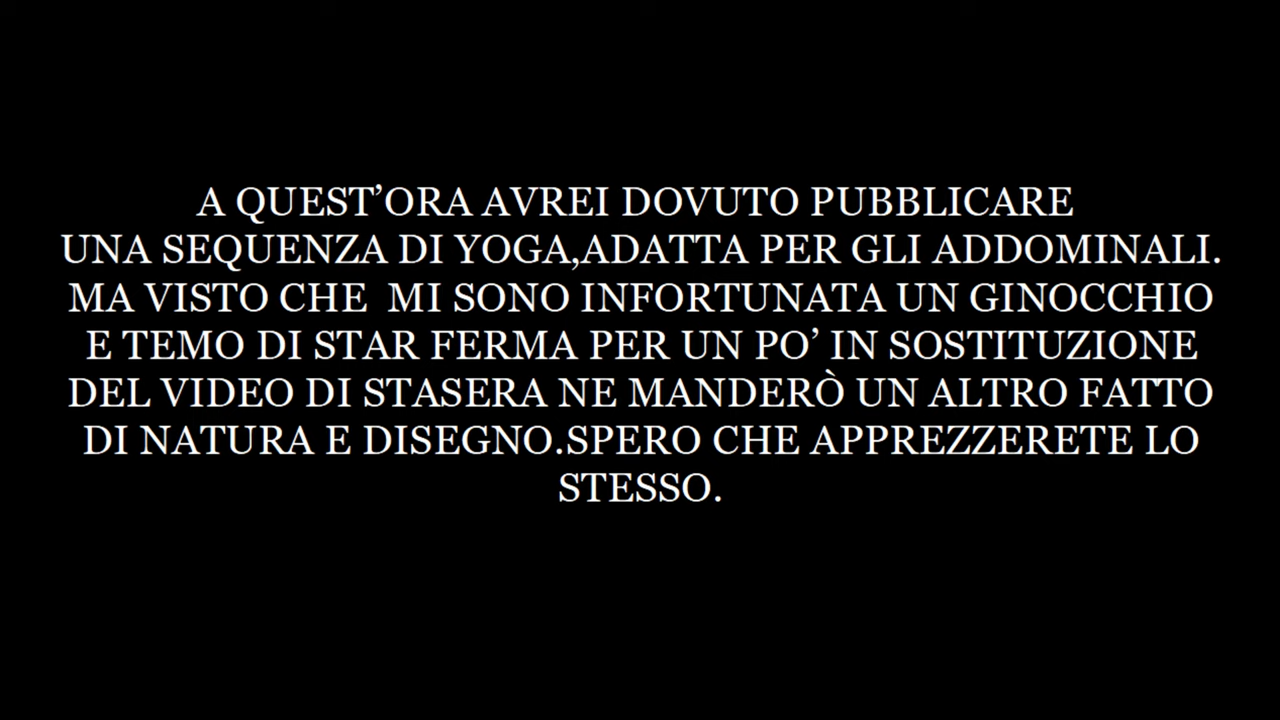 A QUEST’ORA AVREI DOVUTO PUBBLICARE
UNA SEQUENZA DI YOGA,ADATTA PER GLI ADDOMINALI.
MA VISTO CHE  MI SONO INFORTUNATA UN GINOCCHIO
E TEMO DI STAR FERMA PER UN PO’ IN SOSTITUZIONE
DEL VIDEO DI STASERA NE MANDERÒ UN ALTRO FATTO
DI NATURA E DISEGNO.SPERO CHE APPREZZERETE LO
STESSO.